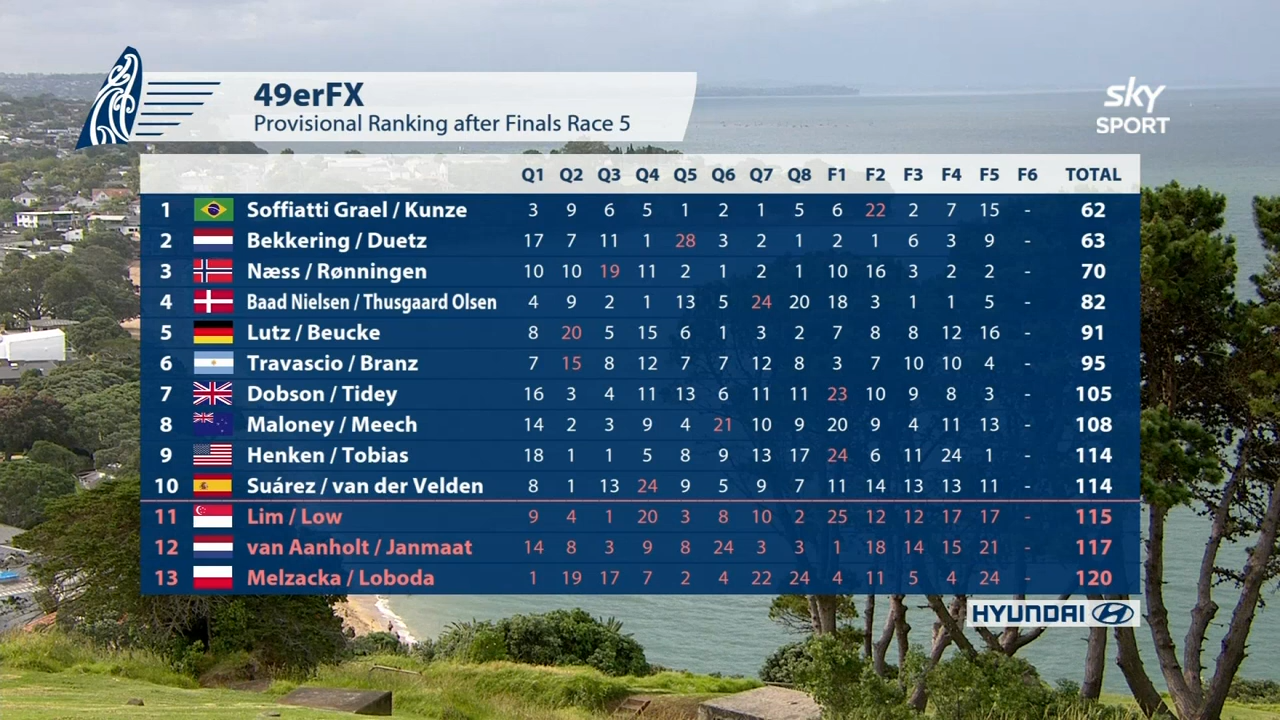 49erFX
Provisional Ranking after Finals Race 5
sky
SPORT
Q1 Q2 Q3 Q4 Q5 Q6 Q7 Q8 F1 F2 F3 F4 F5 F6 TOTAL
1 Soffiatti Grael / Kunze 3 9 6 5 1 2 1 5 6 22 2 7 15 - 62
2 Bekkering / Duetz 17 7 11 1 28 3 2 1 2 1 6 3 9 - 63
3 Næss / Rønningen 10 10 19 11 2 1 2 1 10 16 3 2 2 - 70
4 Baad Nielsen / Thusgaard Olsen 4 9 2 1 13 5 24 20 18 3 1 1 5 - 82
5 Lutz / Beucke 8 20 5 15 6 1 3 2 7 8 8 12 16 - 91
6 Travascio / Branz 7 15 8 12 7 7 12 8 3 7 10 10 4 - 95
7 Dobson / Tidey 16 3 4 11 13 6 11 11 23 10 9 8 3 - 105
8 Maloney / Meech 14 2 3 9 4 21 10 9 20 9 4 11 13 - 108
9 Henken / Tobias 18 1 1 5 8 9 13 17 24 6 11 24 1 - 114
10 Suárez / van der Velden 8 1 13 24 9 5 9 7 11 14 13 13 11 - 114
11 Lim / Low 9 4 1 20 3 8 10 2 25 12 12 17 17 - 115
12 van Aanholt / Janmaat 14 8 3 9 8 24 3 3 1 18 14 15 21 - 117
13 Melzacka / Loboda 1 19 17 7 2 4 22 24 4 11 5 4 24 - 120
HYUNDAI